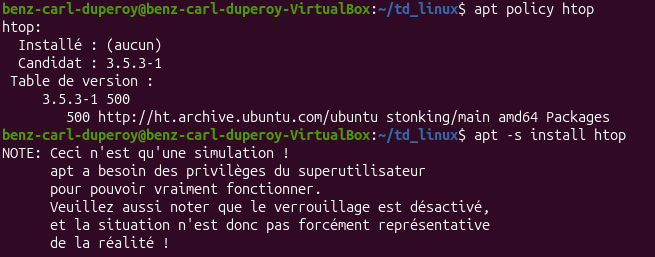 benz-carl-duperoy@benz-carl-duperoy-VirtualBox:~/td_linux$ apt policy htop
htop:
  Installé : (aucun)
  Candidat : 3.5.3-1
 Table de version :
     3.5.3-1 500
        500 http://ht.archive.ubuntu.com/ubuntu stonking/main amd64 Packages
benz-carl-duperoy@benz-carl-duperoy-VirtualBox:~/td_linux$ apt -s install htop
NOTE: Ceci n'est qu'une simulation !
      apt a besoin des privilèges du superutilisateur
      pour pouvoir vraiment fonctionner.
      Veuillez aussi noter que le verrouillage est désactivé,
      et la situation n'est donc pas forcément représentative
      de la réalité !